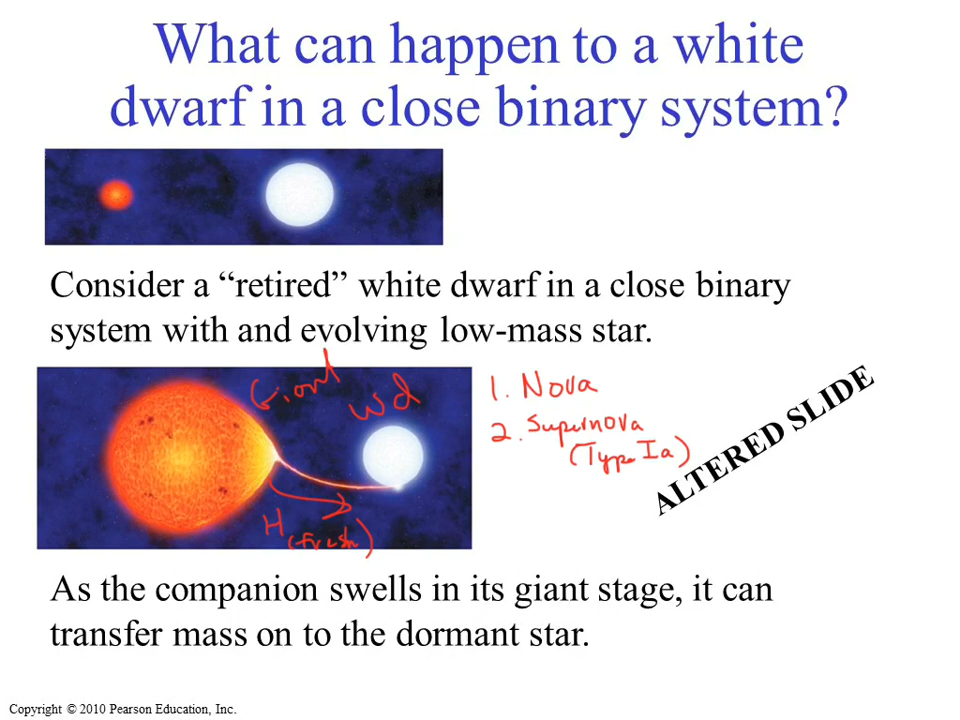 What can happen to a white
dwarf in a close binary system?
Consider a “retired” white dwarf in a close binary
system with and evolving low-mass star.
Giant
Wd
H
(Fresh)
1. Nova
2. Supernova
(Type Ia)
ALTERED SLIDE
As the companion swells in its giant stage, it can
transfer mass on to the dormant star.
Copyright © 2010 Pearson Education, Inc.